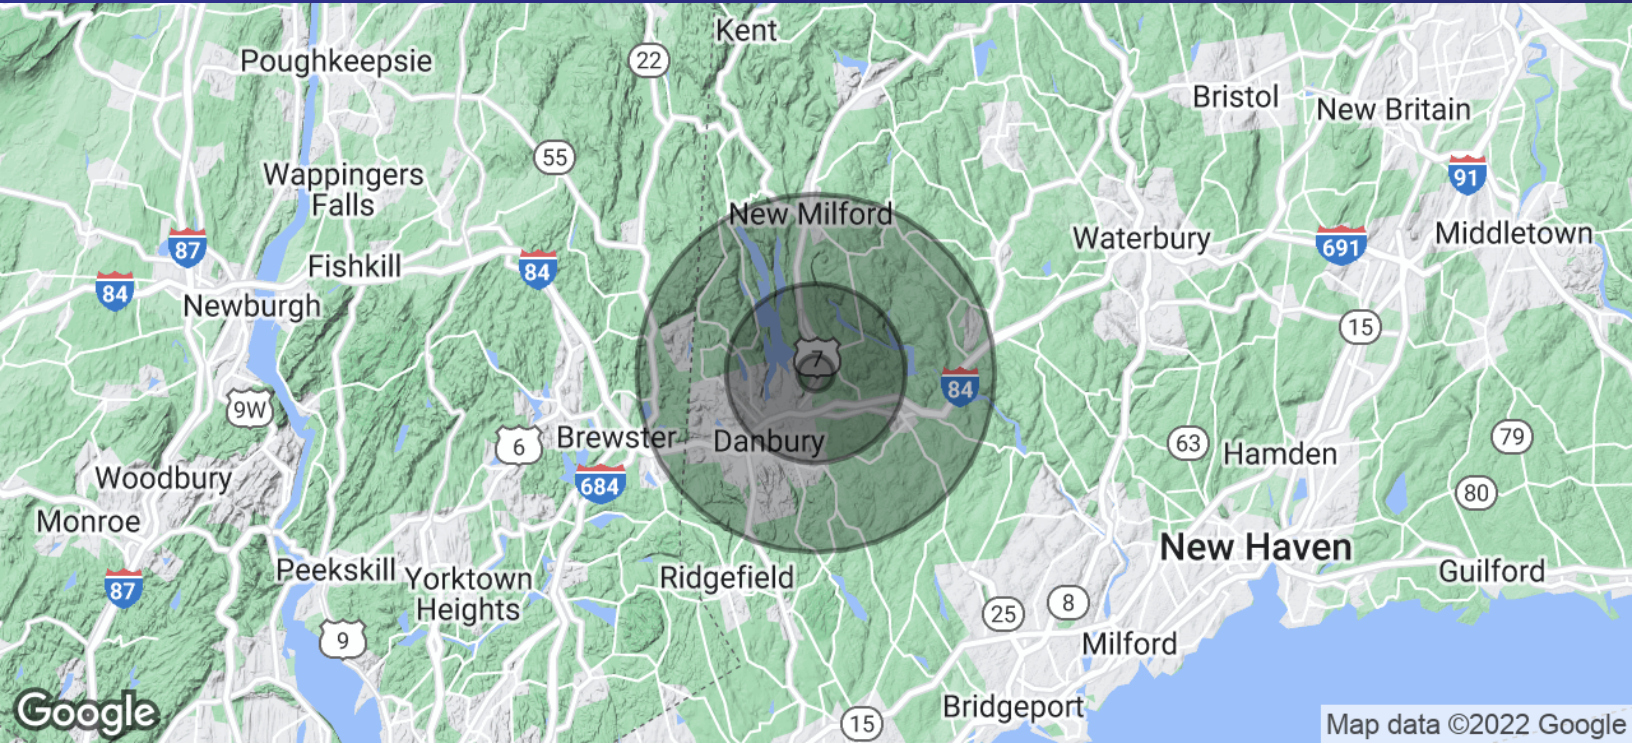 Kent
Poughkeepsie
22
Bristol
New Britain
55
Wappingers
Falls
91
New Milford
Waterbury
Middletown
87
691
Fishkill
84
84
Newburgh
15
7
84
9W
Brewster
Danbury
6
63
Hamden
79
Woodbury
684
80
Monroe
New Haven
Peekskill
Yorktown
Heights
Ridgefield
Guilford
87
25
8
9
Milford
Bridgeport
Google
15
Map data ©2022 Google